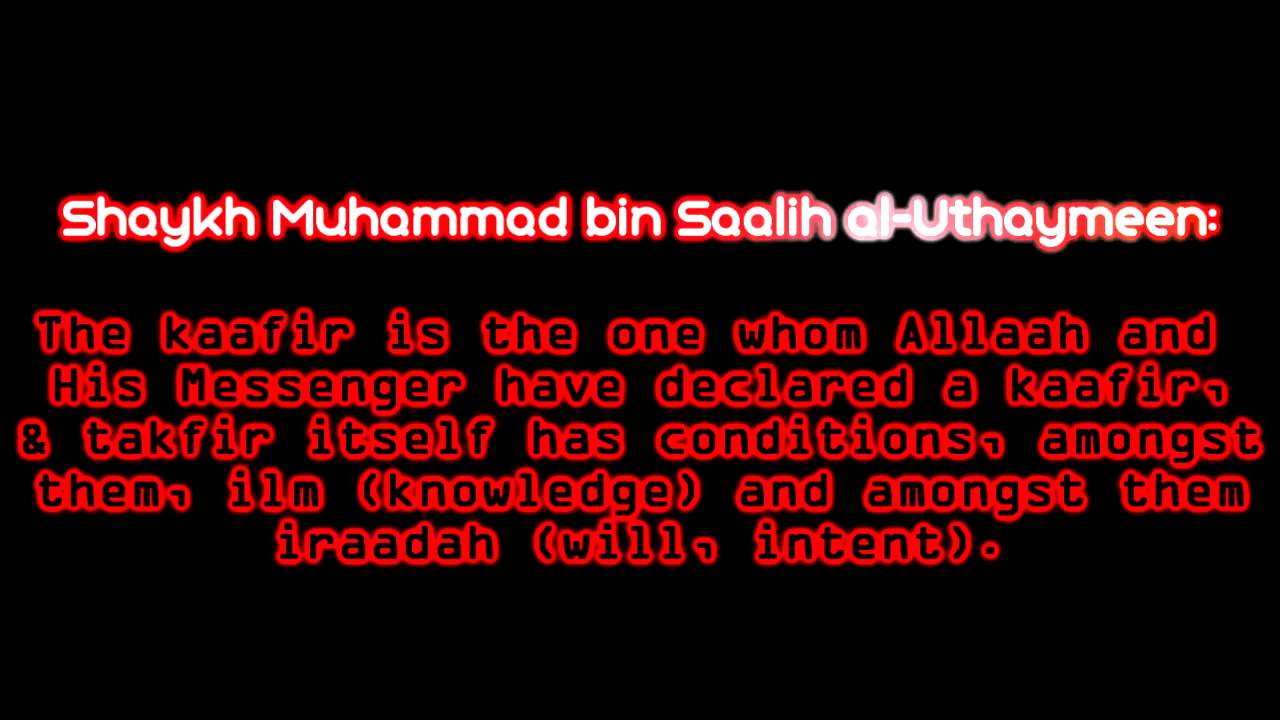 Shaykh Muhammad bin Saalih al-Uthaymeen:
The kaafir is the one whom Allaah and
His Messenger have declared a kaafir,
& takfir itself has conditions, amongst
them, ilm (knowledge) and amongst them
iraadah (will, intent).